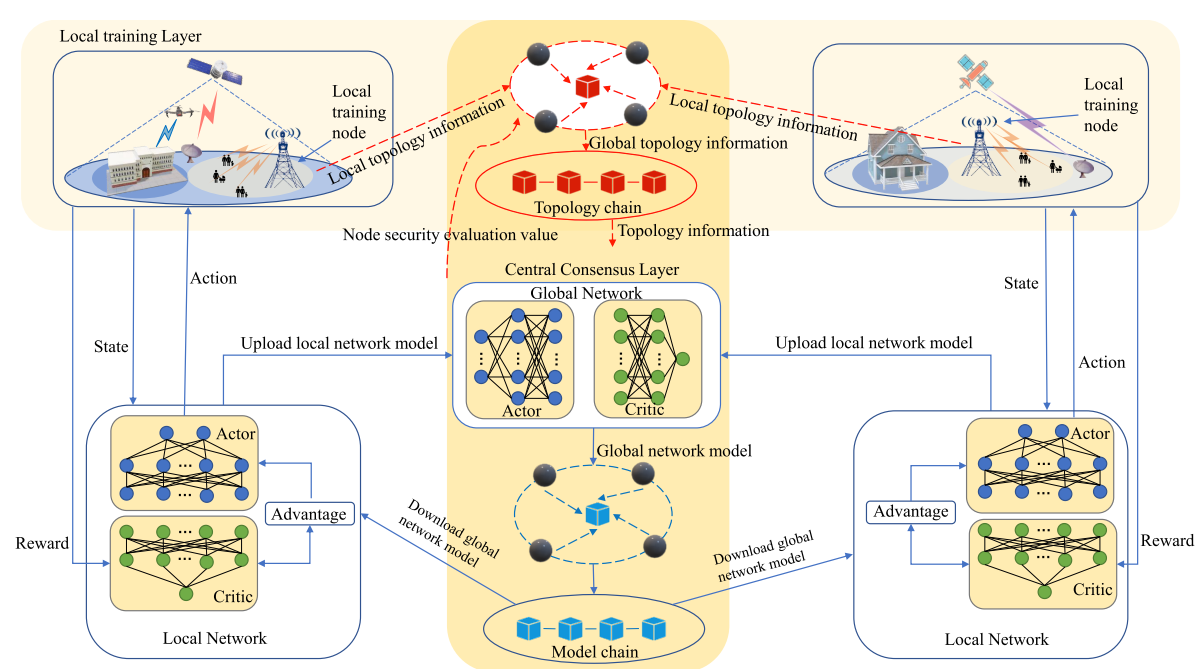 Local training Layer
Local
training
node
Local topology information
Local topology information
Local
training
node
Global topology information
Topology chain
Node security evaluation value
Topology information
Central Consensus Layer
Global Network
Actor
Critic
Action
State
State
Action
Upload local network model
Upload local network model
Global network model
Actor
Advantage
Critic
Reward
Local Network
Download global
network model
Download global
network model
Actor
Advantage
Critic
Reward
Local Network
Model chain